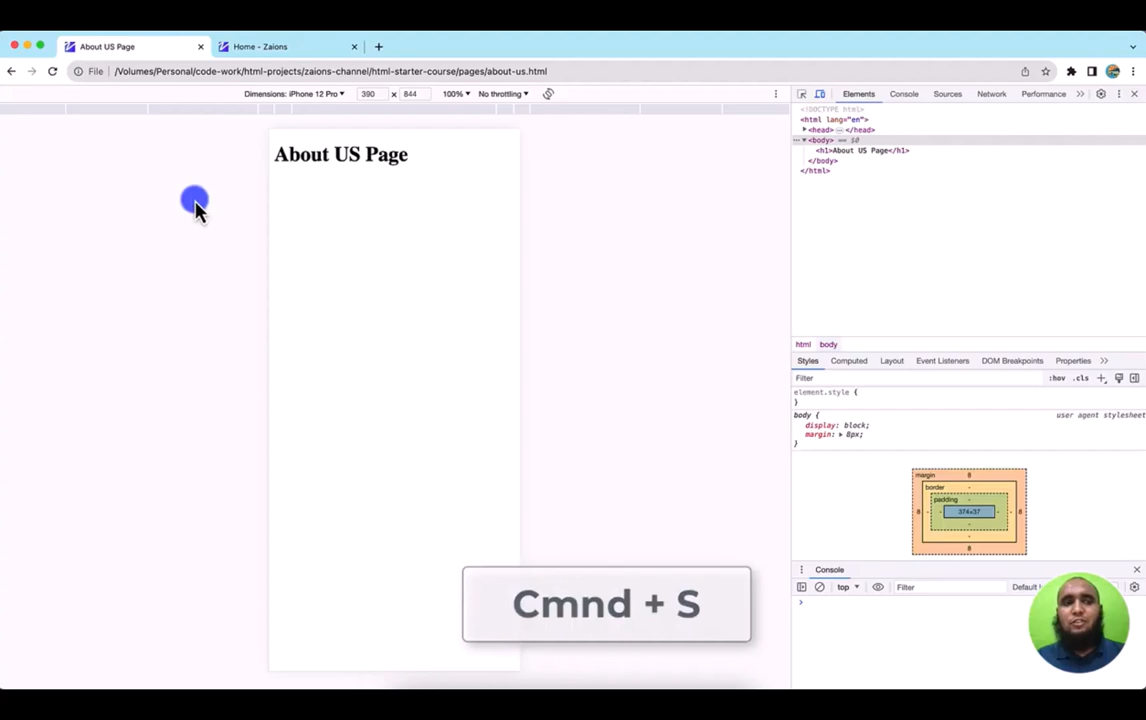 About US Page
Home - Zaions
File /Volumes/Personal/code-work/html-projects/zaions-channel/html-starter-course/pages/about-us.html
Dimensions: iPhone 12 Pro 390 x 844 100% No throttling
Elements Console Sources Network Performance
<!DOCTYPE html>
<html lang="en">
<head> … </head>
<body> == $0
<h1>About US Page</h1>
</body>
</html>
About US Page
html body
Styles Computed Layout Event Listeners DOM Breakpoints Properties
Filter :hov .cls
element.style {
}
body { user agent stylesheet
display: block;
margin: 8px;
}
margin 8
border -
padding -
8 - - 374×37 - - 8
-
-
8
Console
top Filter Default
Cmnd + S